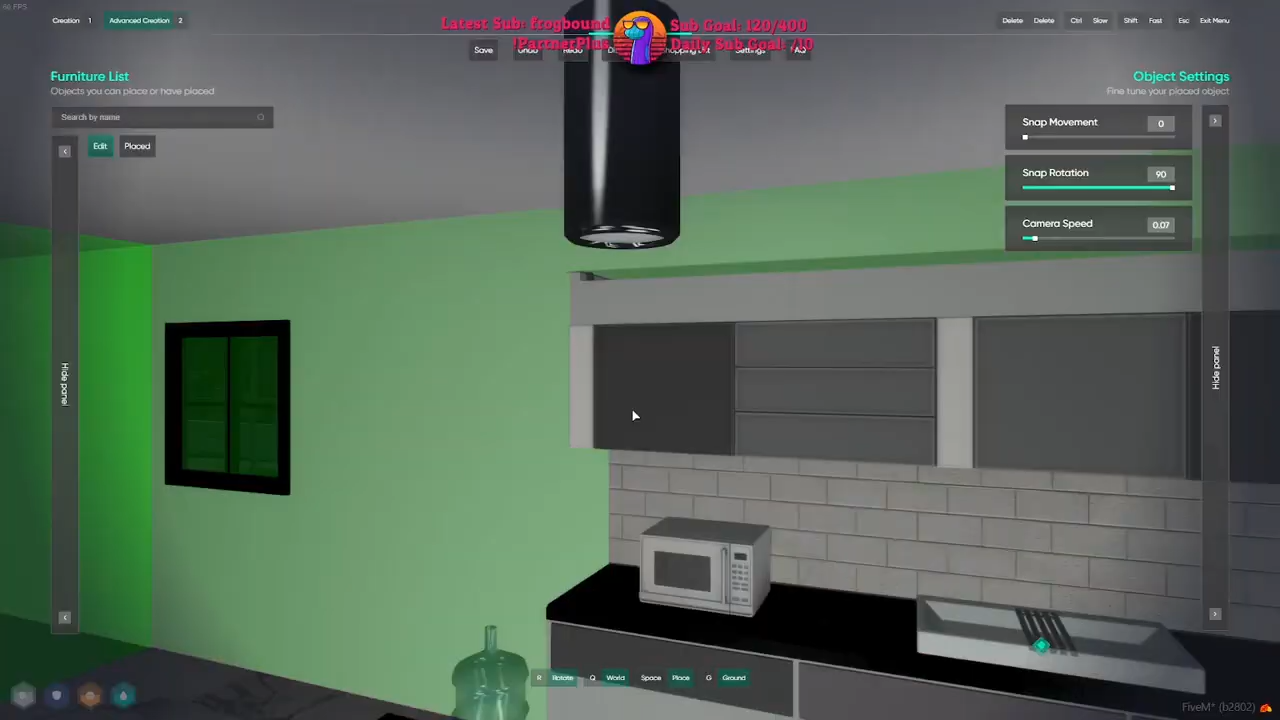 66 FPS
Creation 1 Advanced Creation 2
Latest Sub: frogbound Sub Goal: 120/400
!PartnerPlus Daily Sub Goal: /10
Delete Delete Ctrl Slow Shift Fast Esc Exit Menu
Save Undo Read Settings
Furniture List
Objects you can place or have placed
Search by name
Edit Placed
Hide panel
Object Settings
Fine tune your placed object
Snap Movement 0
Snap Rotation 90
Camera Speed 0.07
Hide panel
R Rotate Q World Space Place G Ground
FiveM* (b2802)